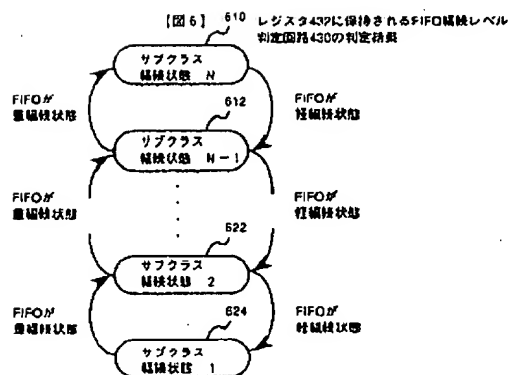 【図6】
610
レジスタ432に保持されるFIFO輻輳レベル
判定回路430の判定結果
サブクラス
輻輳状態 N
FIFOが
重輻輳状態
FIFOが
軽輻輳状態
612
サブクラス
輻輳状態 N-1
FIFOが
重輻輳状態
FIFOが
軽輻輳状態
622
サブクラス
輻輳状態 2
FIFOが
重輻輳状態
FIFOが
軽輻輳状態
624
サブクラス
輻輳状態 1